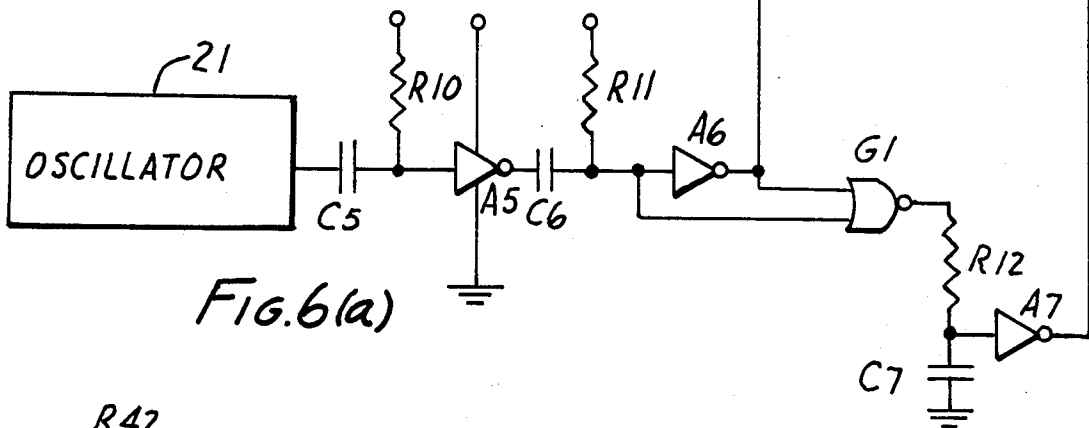 21
R10
R11
A6
G1
OSCILLATOR
C5
A5
C6
R12
FIG.6(a)
A7
C7
R42